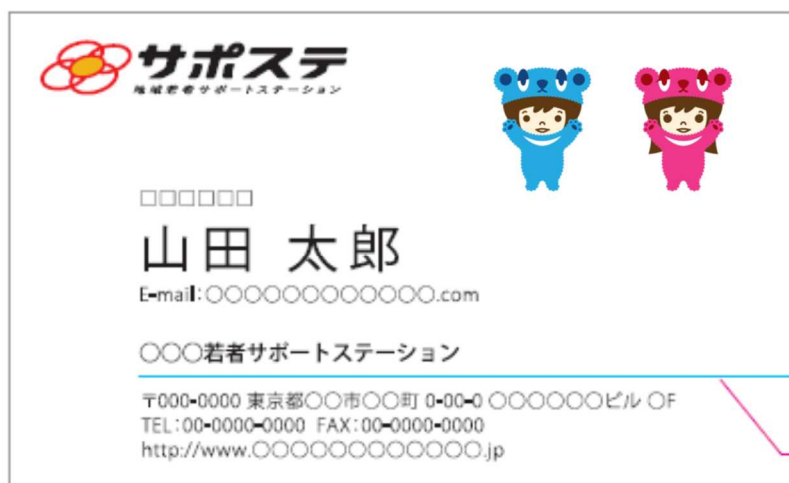 サポステ
地域若者サポートステーション
□□□□□□
山田 太郎
E-mail:○○○○○○○○○○○○.com
○○○若者サポートステーション
〒000-0000 東京都○○市○○町 0-00-0 ○○○○○○ビル ○F
TEL:00-0000-0000 FAX:00-0000-0000
http://www.○○○○○○○○○○○○.jp